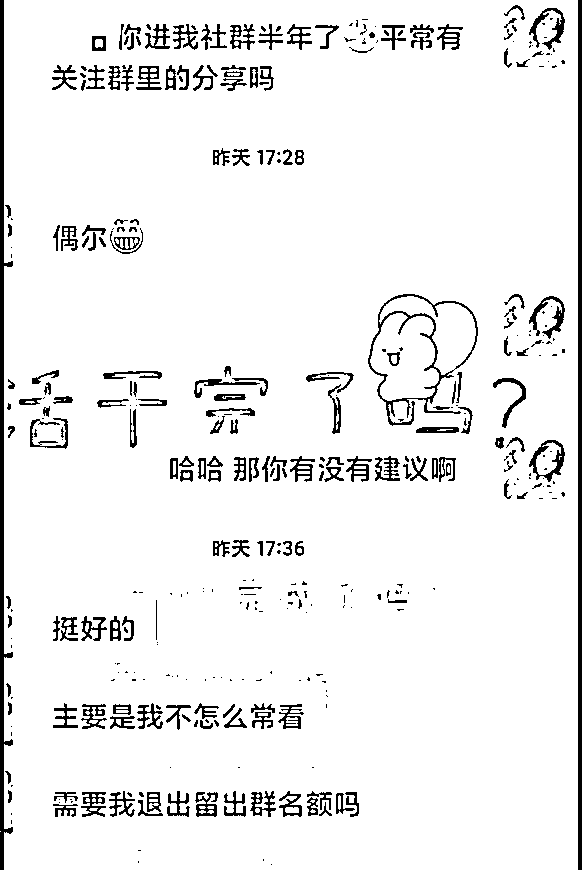 你进我社群半年了平常有
关注群里的分享吗
昨天 17:28
偶尔
活干完了吗?
哈哈 那你有没有建议啊
昨天 17:36
挺好的
主要是我不怎么常看
需要我退出留出群名额吗